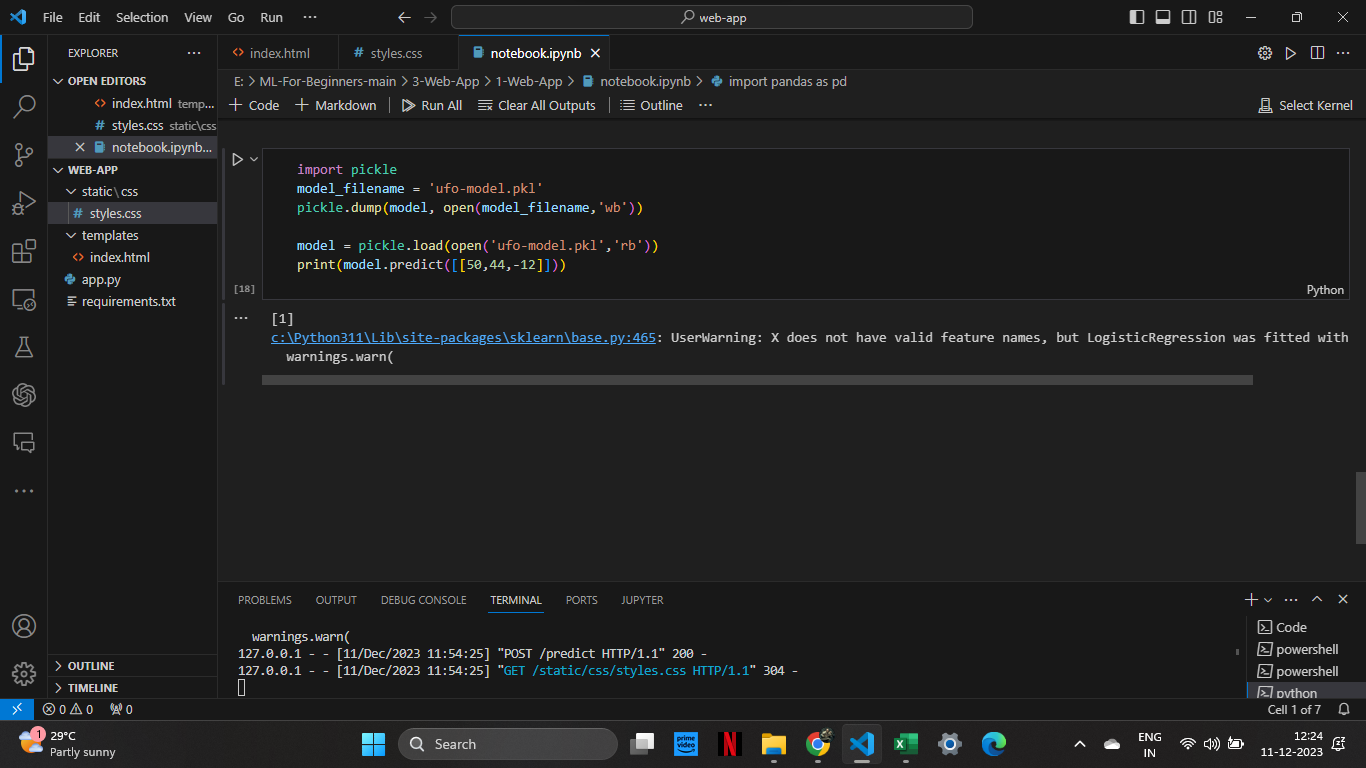 File Edit Selection View Go Run ···
web-app
EXPLORER
OPEN EDITORS
index.html temp...
styles.css static\css
notebook.ipynb...
WEB-APP
static\css
styles.css
templates
index.html
app.py
requirements.txt
OUTLINE
TIMELINE
index.html styles.css notebook.ipynb
E: > ML-For-Beginners-main > 3-Web-App > 1-Web-App > notebook.ipynb > import pandas as pd
+ Code + Markdown Run All Clear All Outputs Outline ··· Select Kernel
import pickle
model_filename = 'ufo-model.pkl'
pickle.dump(model, open(model_filename,'wb'))
model = pickle.load(open('ufo-model.pkl','rb'))
print(model.predict([[50,44,-12]]))
[18]
Python
[1]
c:\Python311\Lib\site-packages\sklearn\base.py:465: UserWarning: X does not have valid feature names, but LogisticRegression was fitted with
warnings.warn(
PROBLEMS OUTPUT DEBUG CONSOLE TERMINAL PORTS JUPYTER
warnings.warn(
127.0.0.1 - - [11/Dec/2023 11:54:25] "POST /predict HTTP/1.1" 200 -
127.0.0.1 - - [11/Dec/2023 11:54:25] "GET /static/css/styles.css HTTP/1.1" 304 -
Code
powershell
powershell
python
0 0 0
Cell 1 of 7
1
29°C
Partly sunny
Search
prime video
N
ENG
IN
12:24
11-12-2023